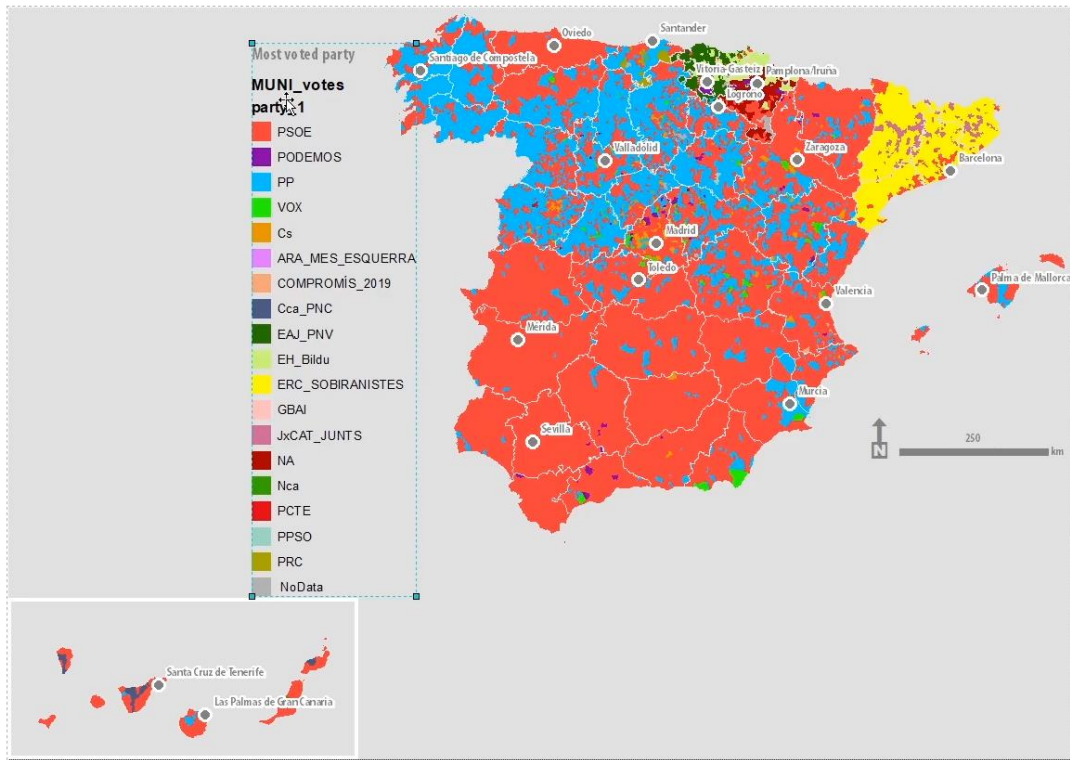 Most voted party
MUNI_votes
party_1
PSOE
PODEMOS
PP
VOX
Cs
ARA_MES_ESQUERRA
COMPROMÍS_2019
Cca_PNC
EAJ_PNV
EH_Bildu
ERC_SOBIRANISTES
GBAI
JxCAT_JUNTS
NA
Nca
PCTE
PPSO
PRC
NoData
Oviedo
Santander
Santiago de Compostela
Vitoria-Gasteiz
Pamplona/Iruña
Logroño
Valladolid
Zaragoza
Barcelona
Madrid
Toledo
Palma de Mallorca
Valencia
Mérida
Murcia
Sevilla
250
N
km
Santa Cruz de Tenerife
Las Palmas de Gran Canaria